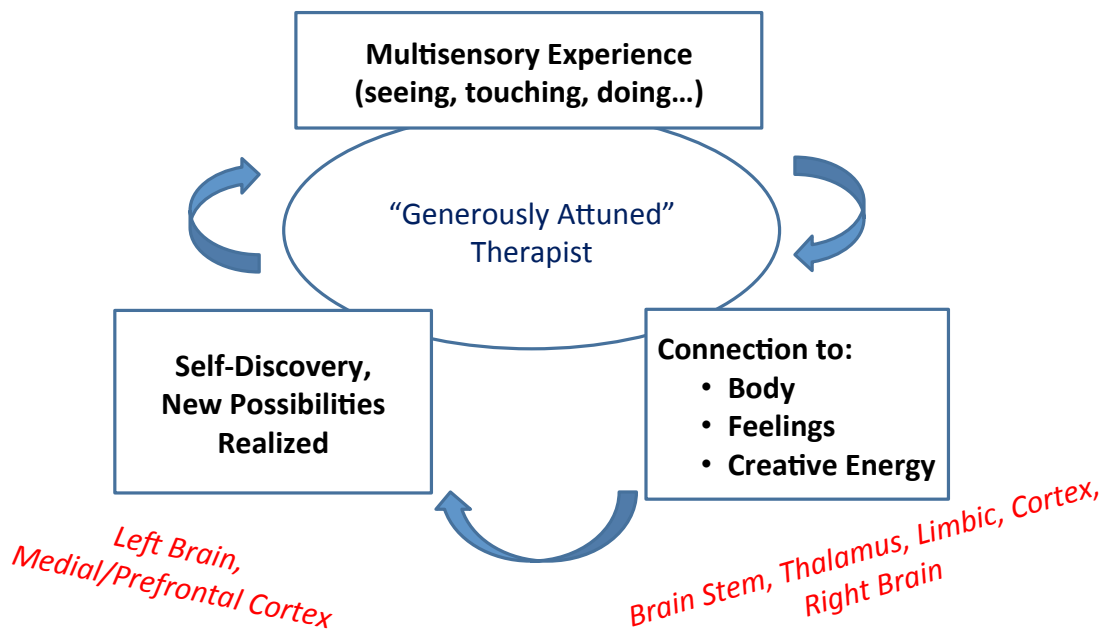 Multisensory Experience
(seeing, touching, doing…)
“Generously Attuned”
Therapist
Self-Discovery,
New Possibilities
Realized
Connection to:
• Body
• Feelings
• Creative Energy
Left Brain,
Medial/Prefrontal Cortex
Brain Stem, Thalamus, Limbic, Cortex,
Right Brain